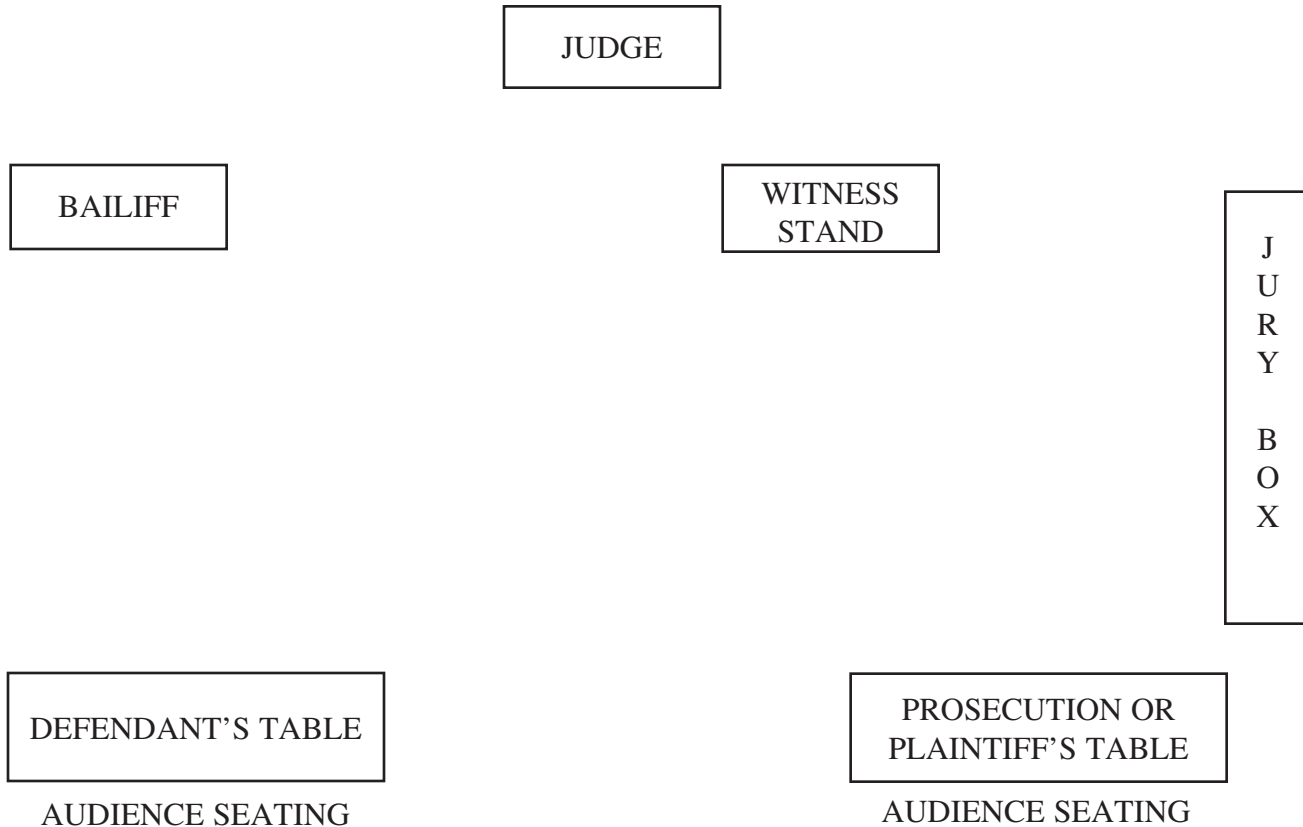 JUDGE
BAILIFF
WITNESS
STAND
J
U
R
Y
B
O
X
DEFENDANT’S TABLE
PROSECUTION OR
PLAINTIFF’S TABLE
AUDIENCE SEATING
AUDIENCE SEATING